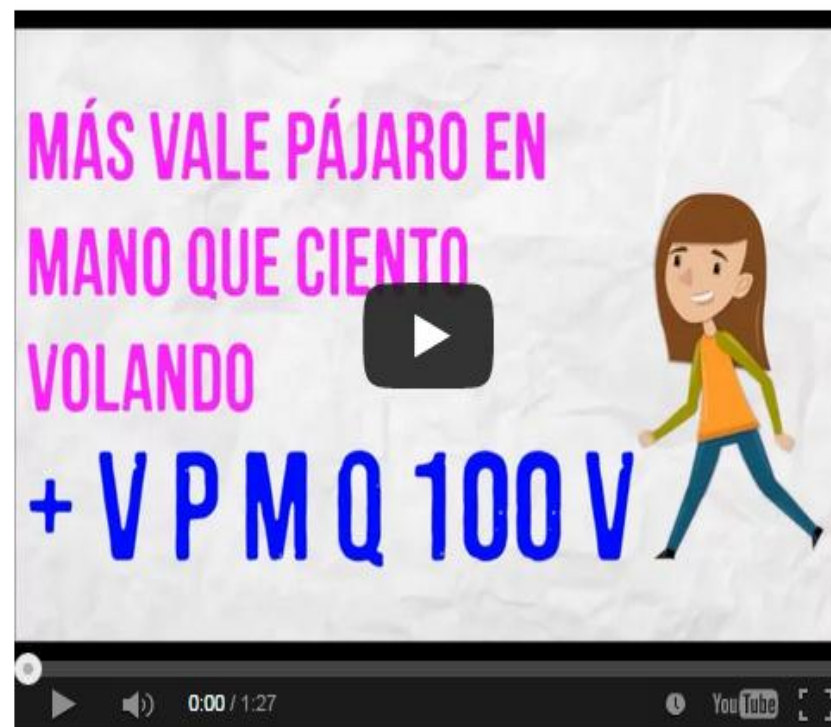 MÁS VALE PÁJARO EN
MANO QUE CIENTO
VOLANDO
+ V P M Q 100 V
0:00 / 1:27
YouTube